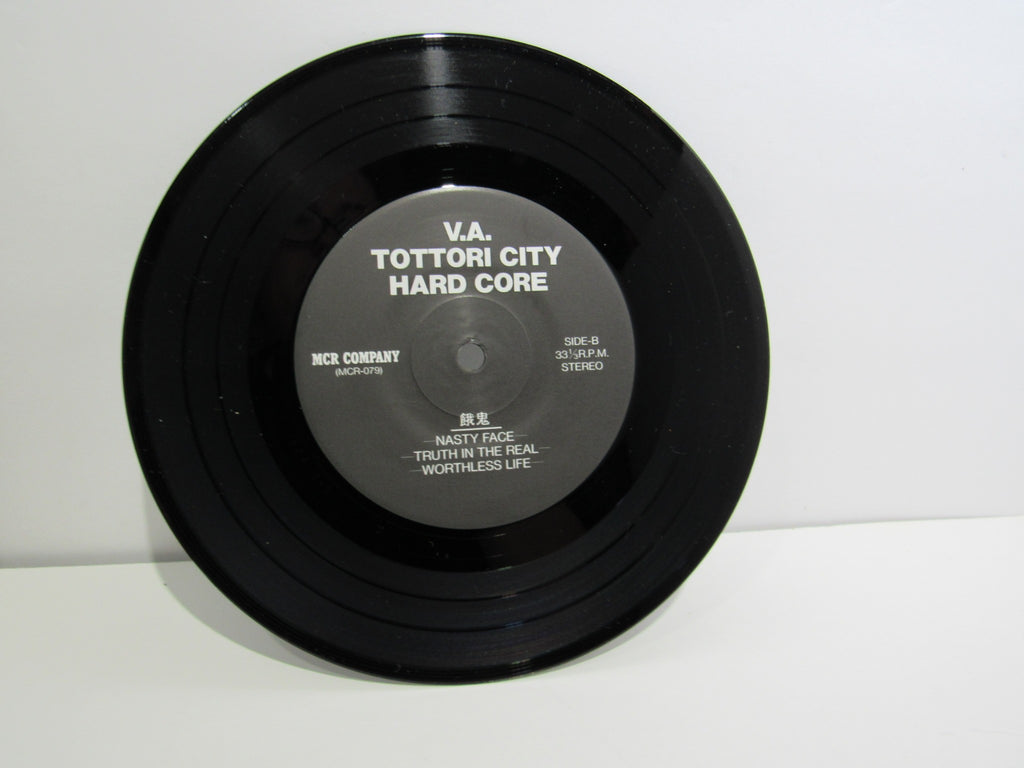 V.A.
TOTTORI CITY
HARD CORE
MCR COMPANY
(MCR-079)
SIDE-B
33⅓R.P.M.
STEREO
餓鬼
NASTY FACE
TRUTH IN THE REAL
WORTHLESS LIFE